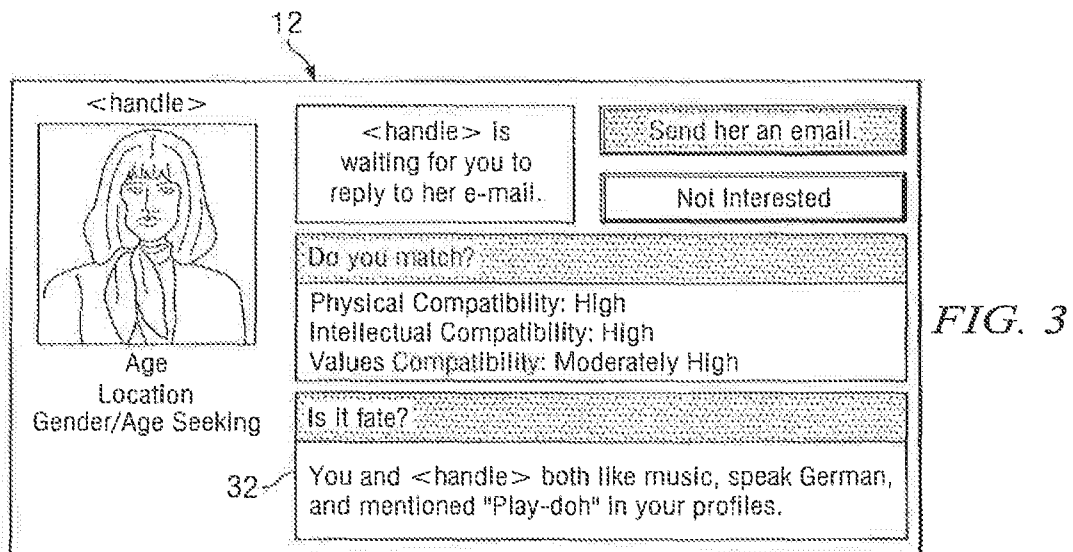 12
<handle>
<handle> is
waiting for you to
reply to her e-mail.
Send her an email.
Not Interested
Do you match?
Physical Compatibility: High
Intellectual Compatibility: High
Values Compatibility: Moderately High
Age
Location
Gender/Age Seeking
Is it fate?
32
You and <handle> both like music, speak German,
and mentioned "Play-doh" in your profiles.
FIG. 3